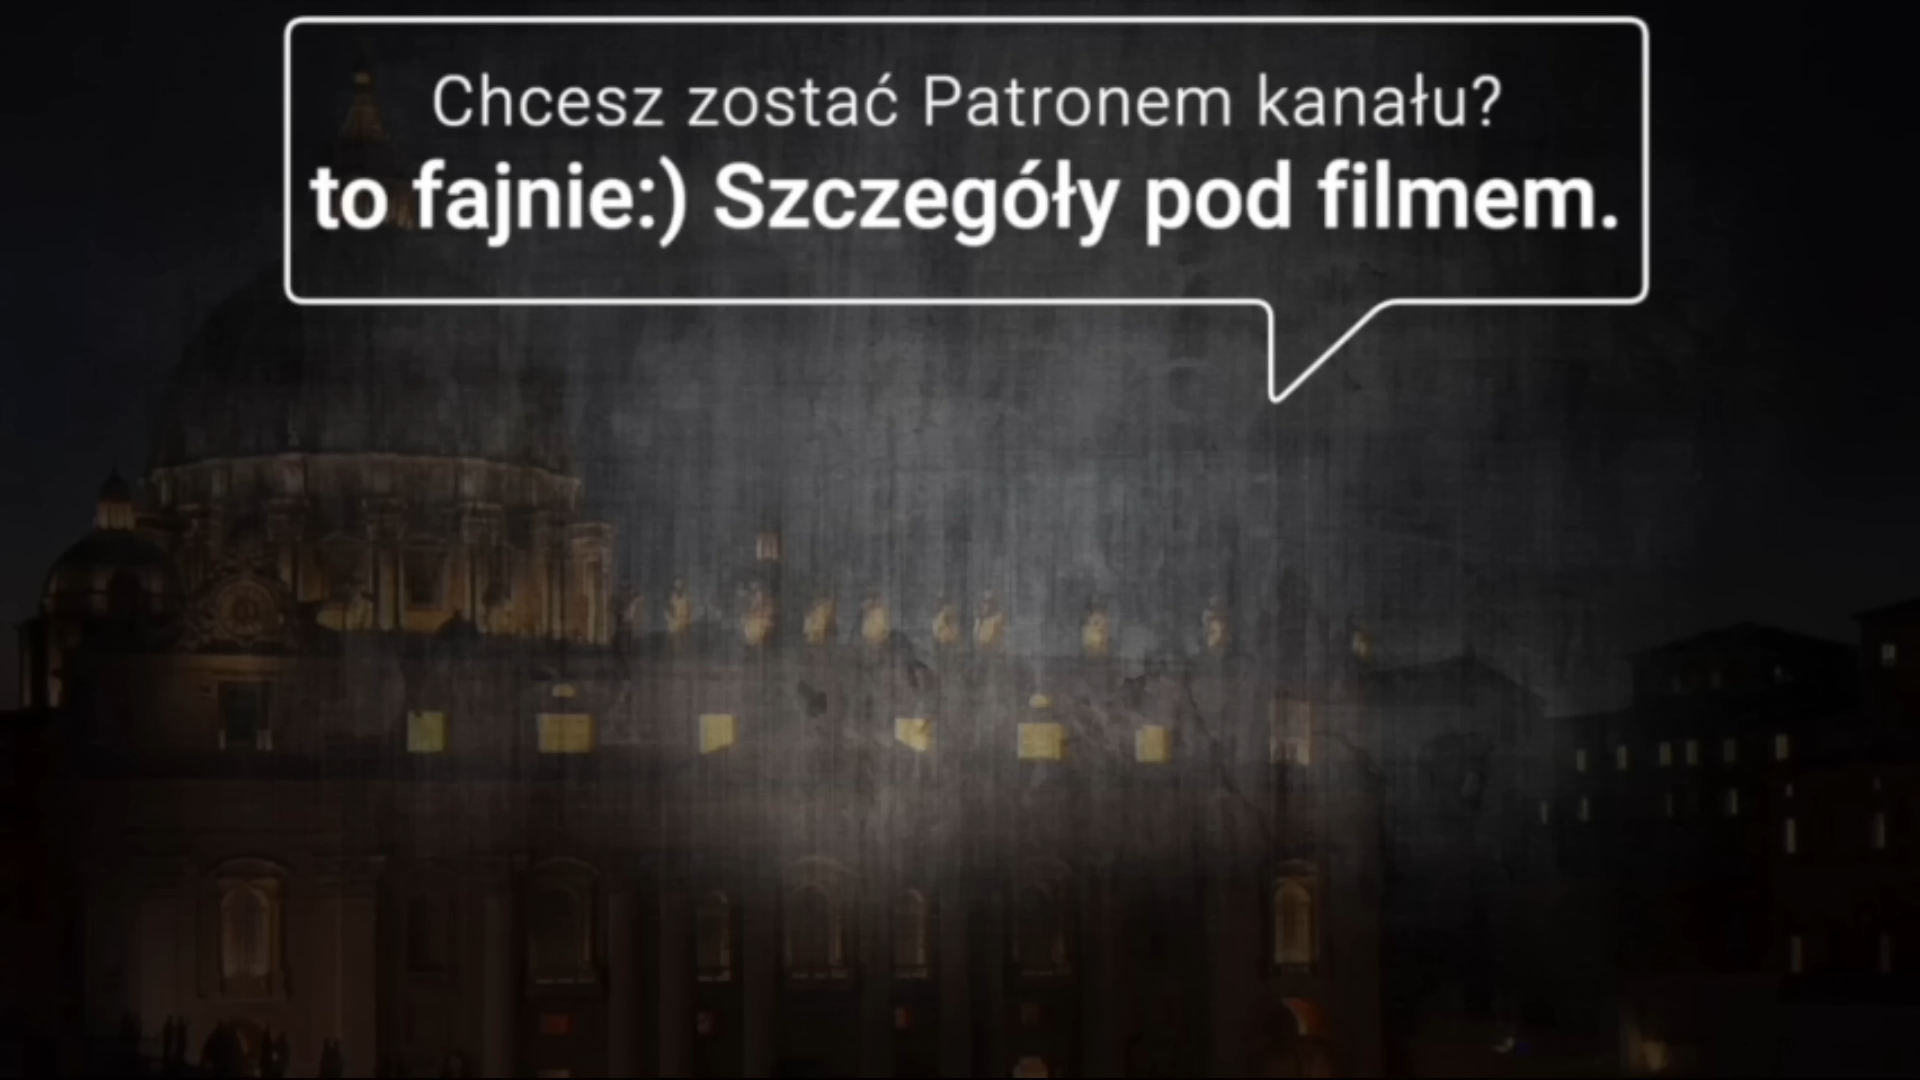 Chcesz zostać Patronem kanału?
to fajnie:) Szczegóły pod filmem.